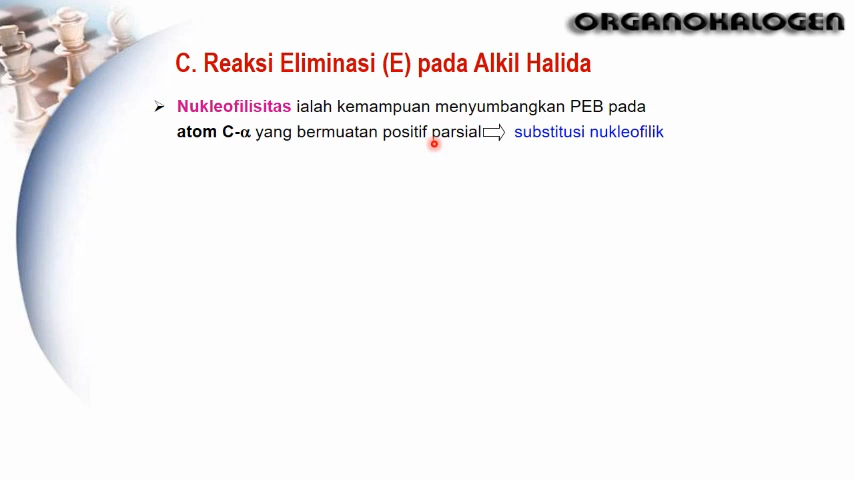 ORGANOHALOGEN
C. Reaksi Eliminasi (E) pada Alkil Halida
➢ Nukleofilisitas ialah kemampuan menyumbangkan PEB pada
atom C-α yang bermuatan positif parsial⇨ substitusi nukleofilik